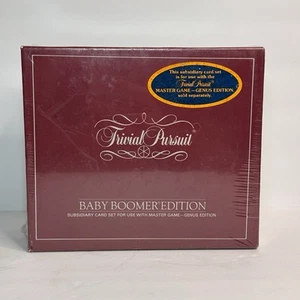 This subsidiary card set
is for use with the
Trivial Pursuit
MASTER GAME—GENUS EDITION
sold separately.
Trivial Pursuit
BABY BOOMER EDITION
SUBSIDIARY CARD SET FOR USE WITH MASTER GAME—GENUS EDITION